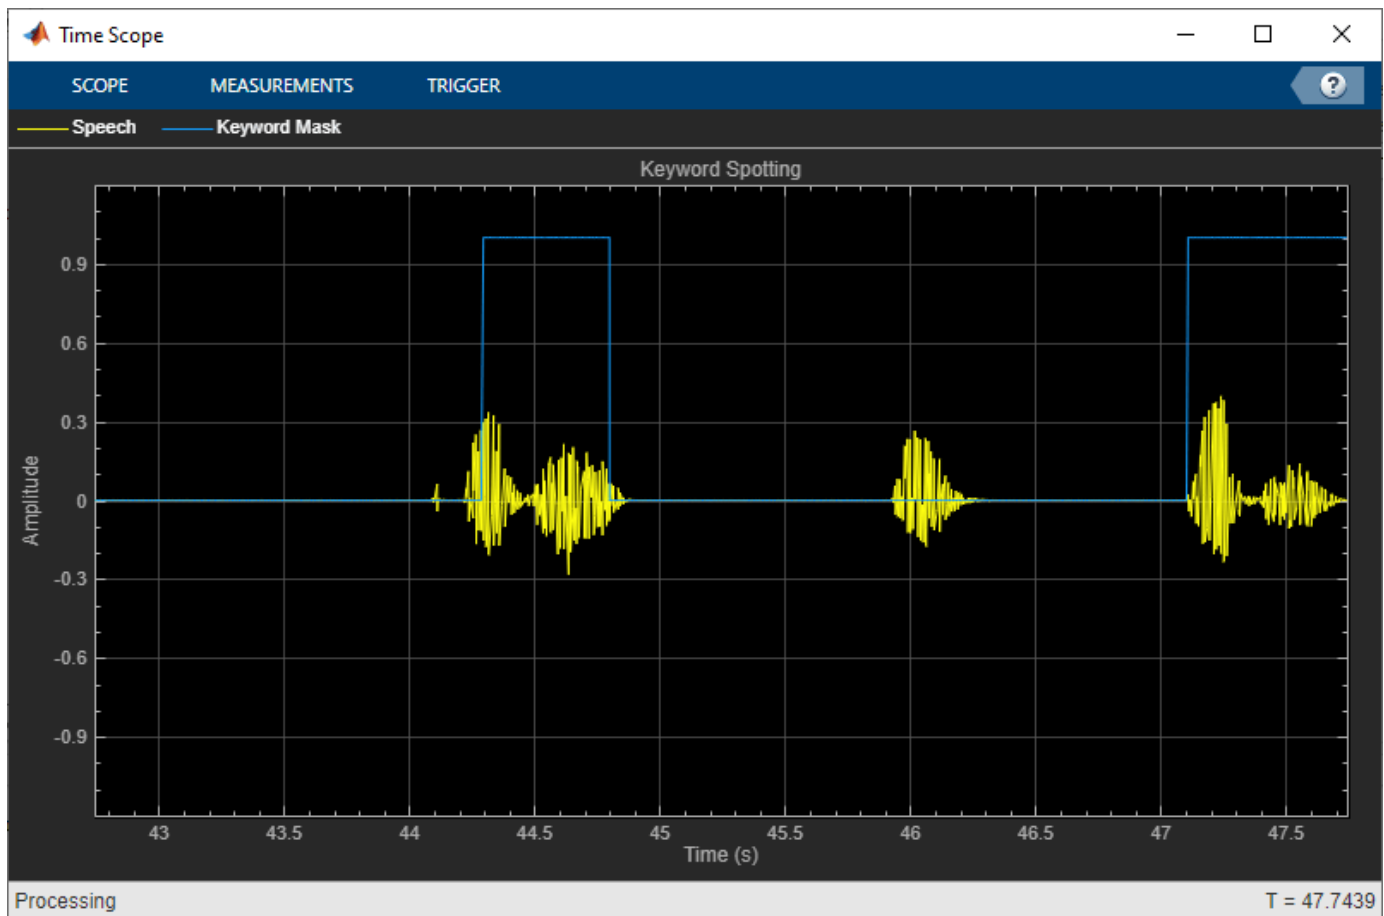 Time Scope
SCOPE MEASUREMENTS TRIGGER ?
Speech Keyword Mask
Keyword Spotting
0.9
0.6
0.3
0
-0.3
-0.6
-0.9
Amplitude
43 43.5 44 44.5 45 45.5 46 46.5 47 47.5
Time (s)
Processing T = 47.7439